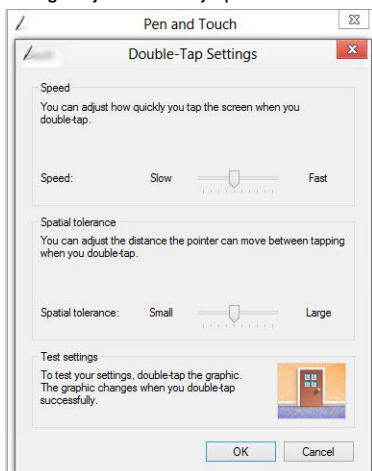 Pen and Touch
Double-Tap Settings
Speed
You can adjust how quickly you tap the screen when you
double-tap.
Speed: Slow Fast
Spatial tolerance
You can adjust the distance the pointer can move between tapping
when you double-tap.
Spatial tolerance: Small Large
Test settings
To test your settings, double-tap the graphic.
The graphic changes when you double-tap
successfully.
OK Cancel